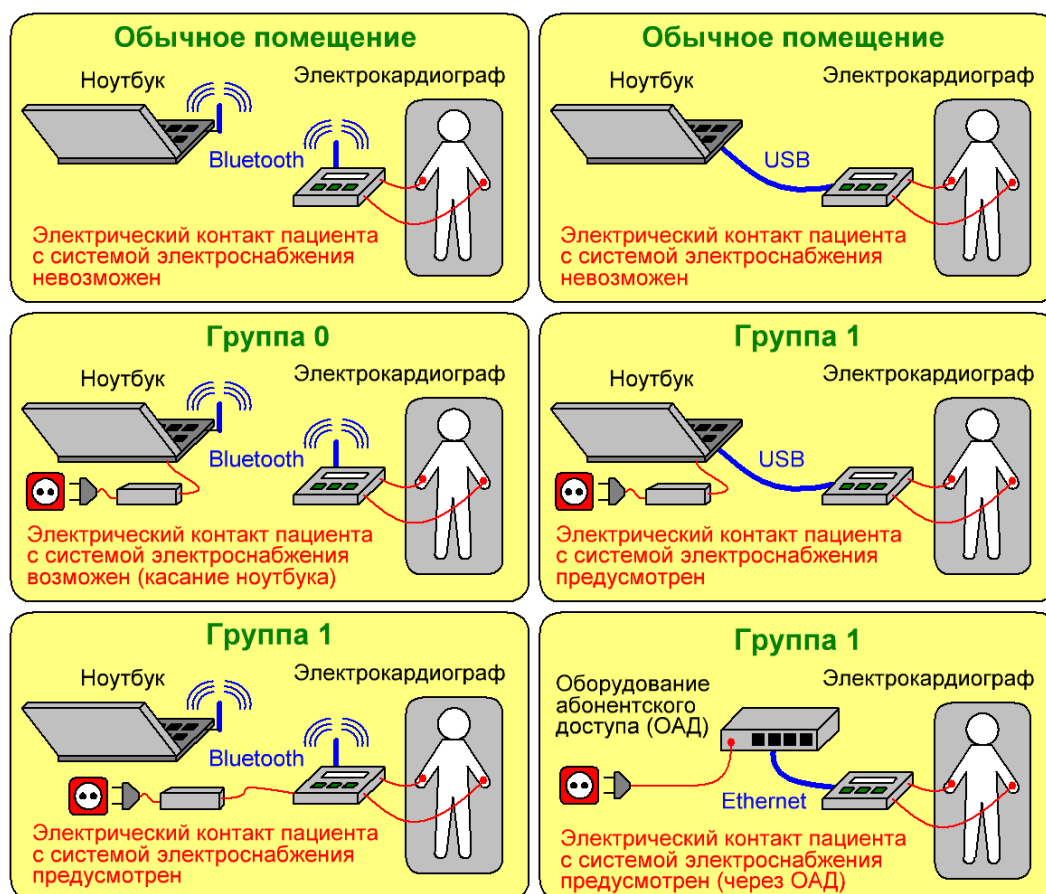 Обычное помещение
Ноутбук
Электрокардиограф
Bluetooth
Электрический контакт пациента
с системой электроснабжения
невозможен
Обычное помещение
Ноутбук
Электрокардиограф
USB
Электрический контакт пациента
с системой электроснабжения
невозможен
Группа 0
Ноутбук
Электрокардиограф
Bluetooth
Электрический контакт пациента
с системой электроснабжения
возможен (касание ноутбука)
Группа 1
Ноутбук
Электрокардиограф
USB
Электрический контакт пациента
с системой электроснабжения
предусмотрен
Группа 1
Ноутбук
Электрокардиограф
Bluetooth
Электрический контакт пациента
с системой электроснабжения
предусмотрен
Группа 1
Оборудование
абонентского
доступа (ОАД)
Электрокардиограф
Ethernet
Электрический контакт пациента
с системой электроснабжения
предусмотрен (через ОАД)